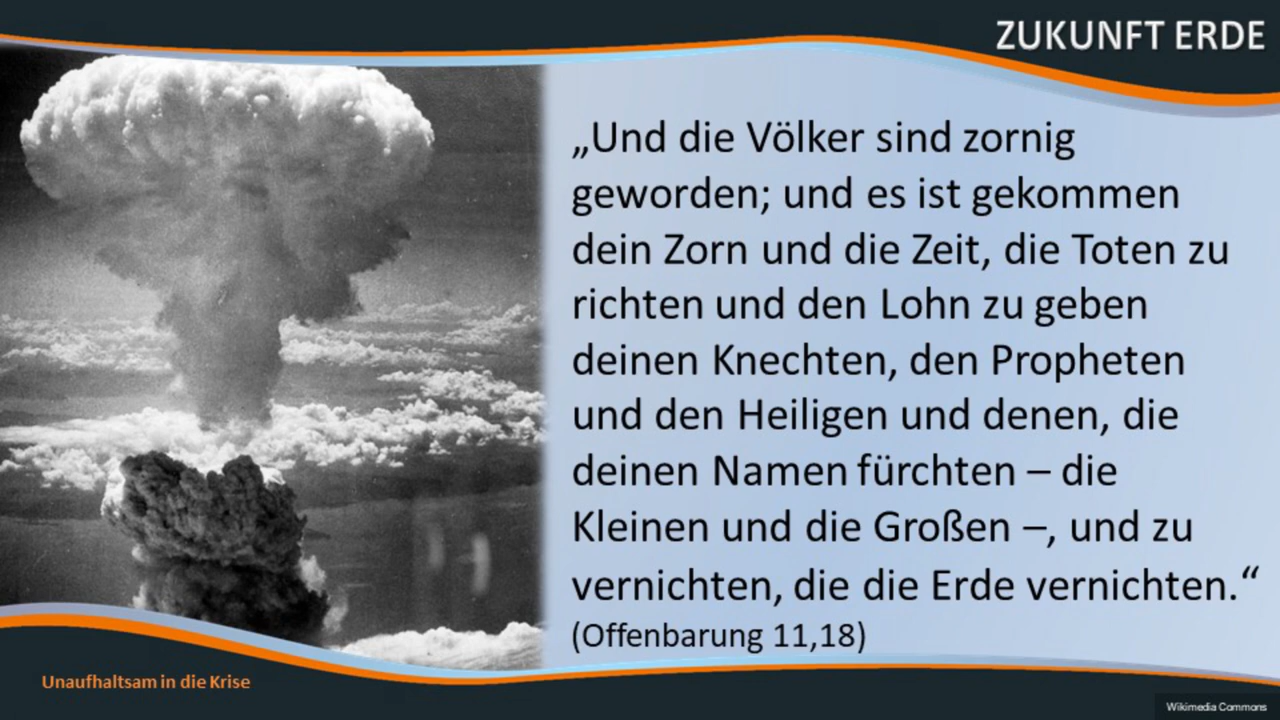 ZUKUNFT ERDE
„Und die Völker sind zornig
geworden; und es ist gekommen
dein Zorn und die Zeit, die Toten zu
richten und den Lohn zu geben
deinen Knechten, den Propheten
und den Heiligen und denen, die
deinen Namen fürchten – die
Kleinen und die Großen –, und zu
vernichten, die die Erde vernichten.“
(Offenbarung 11,18)
Unaufhaltsam in die Krise
Wikimedia Commons